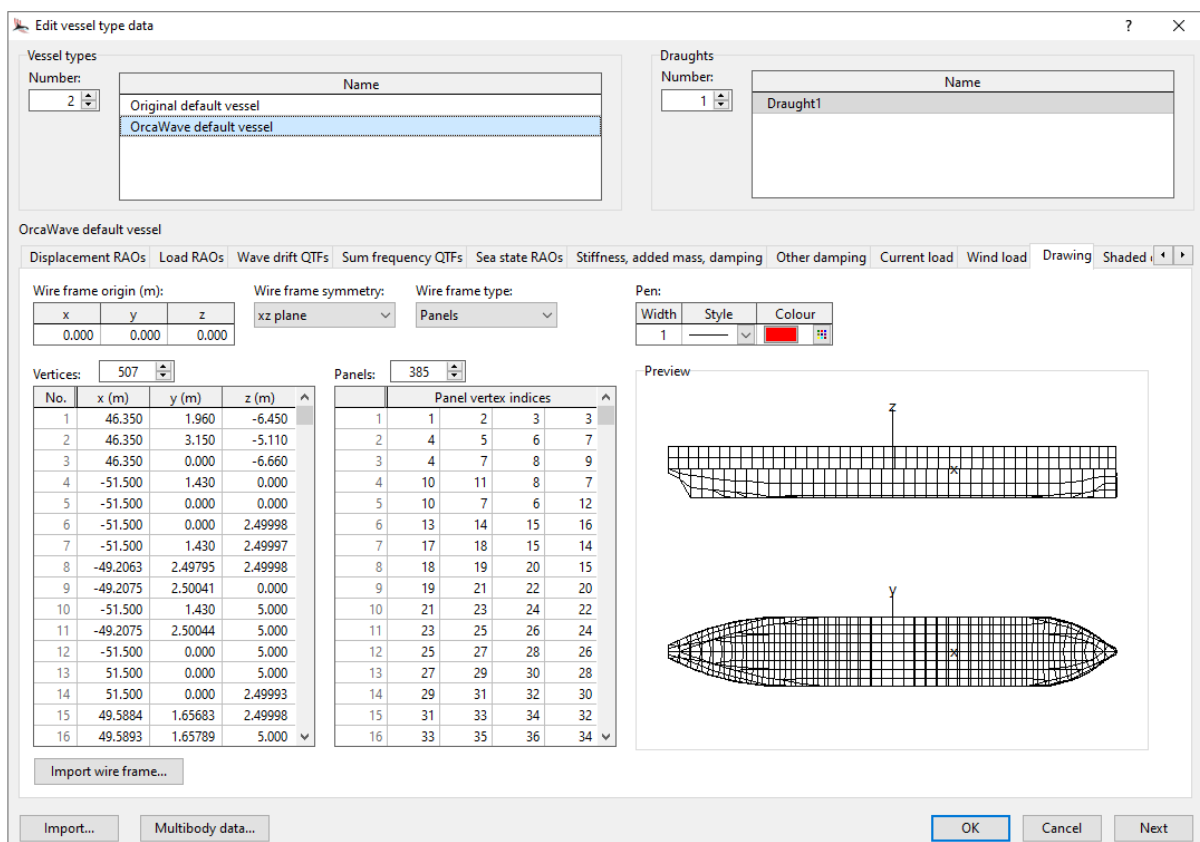 Edit vessel type data ?
Vessel types
Number:
2
Name
Original default vessel
OrcaWave default vessel
Draughts
Number:
1
Name
Draught1
OrcaWave default vessel
Displacement RAOs Load RAOs Wave drift QTFs Sum frequency QTFs Sea state RAOs Stiffness, added mass, damping Other damping Current load Wind load Drawing Shaded
Wire frame origin (m):
x y z
0.000 0.000 0.000
Wire frame symmetry:
xz plane
Wire frame type:
Panels
Pen:
Width Style Colour
1
Vertices: 507
No. x (m) y (m) z (m)
1 46.350 1.960 -6.450
2 46.350 3.150 -5.110
3 46.350 0.000 -6.660
4 -51.500 1.430 0.000
5 -51.500 0.000 0.000
6 -51.500 0.000 2.49998
7 -51.500 1.430 2.49997
8 -49.2063 2.49795 2.49998
9 -49.2075 2.50041 0.000
10 -51.500 1.430 5.000
11 -49.2075 2.50044 5.000
12 -51.500 0.000 5.000
13 51.500 0.000 5.000
14 51.500 0.000 2.49993
15 49.5884 1.65683 2.49998
16 49.5893 1.65789 5.000
Panels: 385
Panel vertex indices
1 1 2 3 3
2 4 5 6 7
3 4 7 8 9
4 10 11 8 7
5 10 7 6 12
6 13 14 15 16
7 17 18 15 14
8 18 19 20 15
9 19 21 22 20
10 21 23 24 22
11 23 25 26 24
12 25 27 28 26
13 27 29 30 28
14 29 31 32 30
15 31 33 34 32
16 33 35 36 34
Preview
z
x
y
x
Import wire frame...
Import... Multibody data... OK Cancel Next